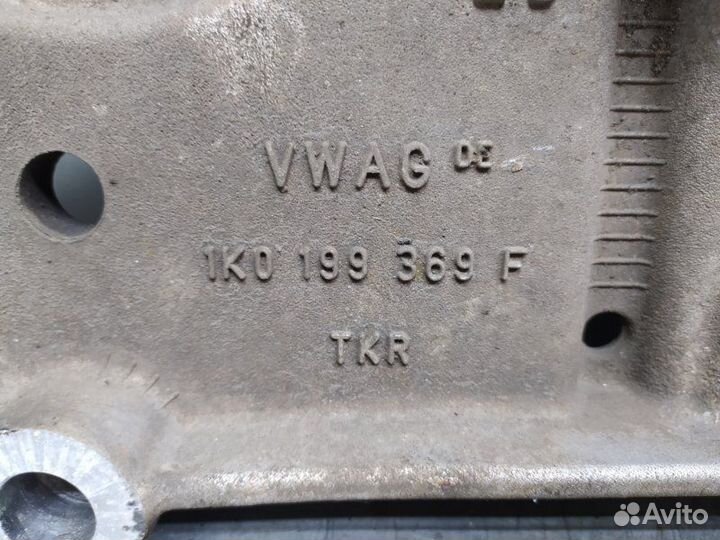 VWAG DE
1K0 199 369 F
TKR
Avito